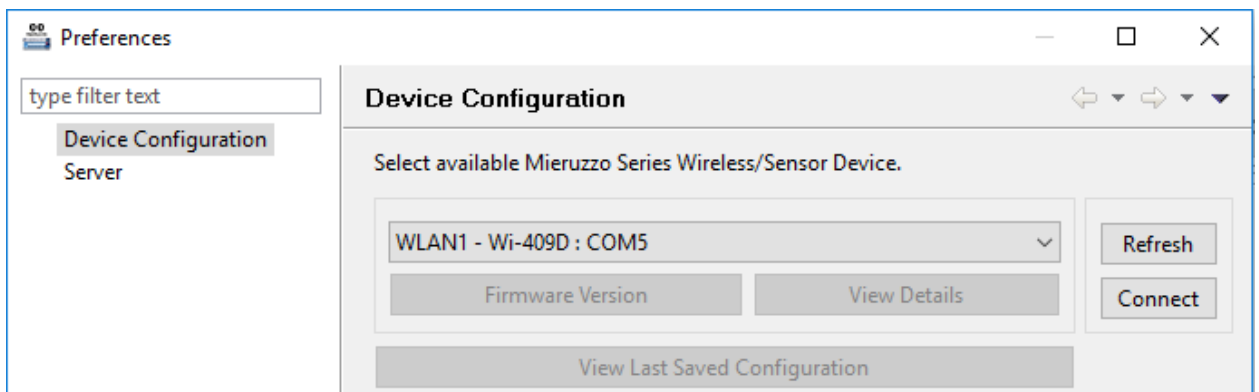 Preferences
type filter text
Device Configuration
Server
Device Configuration
Select available Mieruzzo Series Wireless/Sensor Device.
WLAN1 - Wi-409D : COM5
Refresh
Firmware Version
View Details
Connect
View Last Saved Configuration